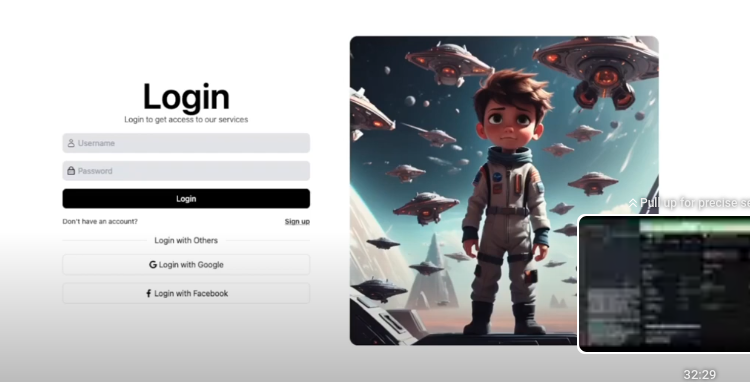 Login
Login to get access to our services
Username
Password
Login
Don't have an account?
Sign up
Login with Others
Login with Google
Login with Facebook
Pull up for precise se
32:29